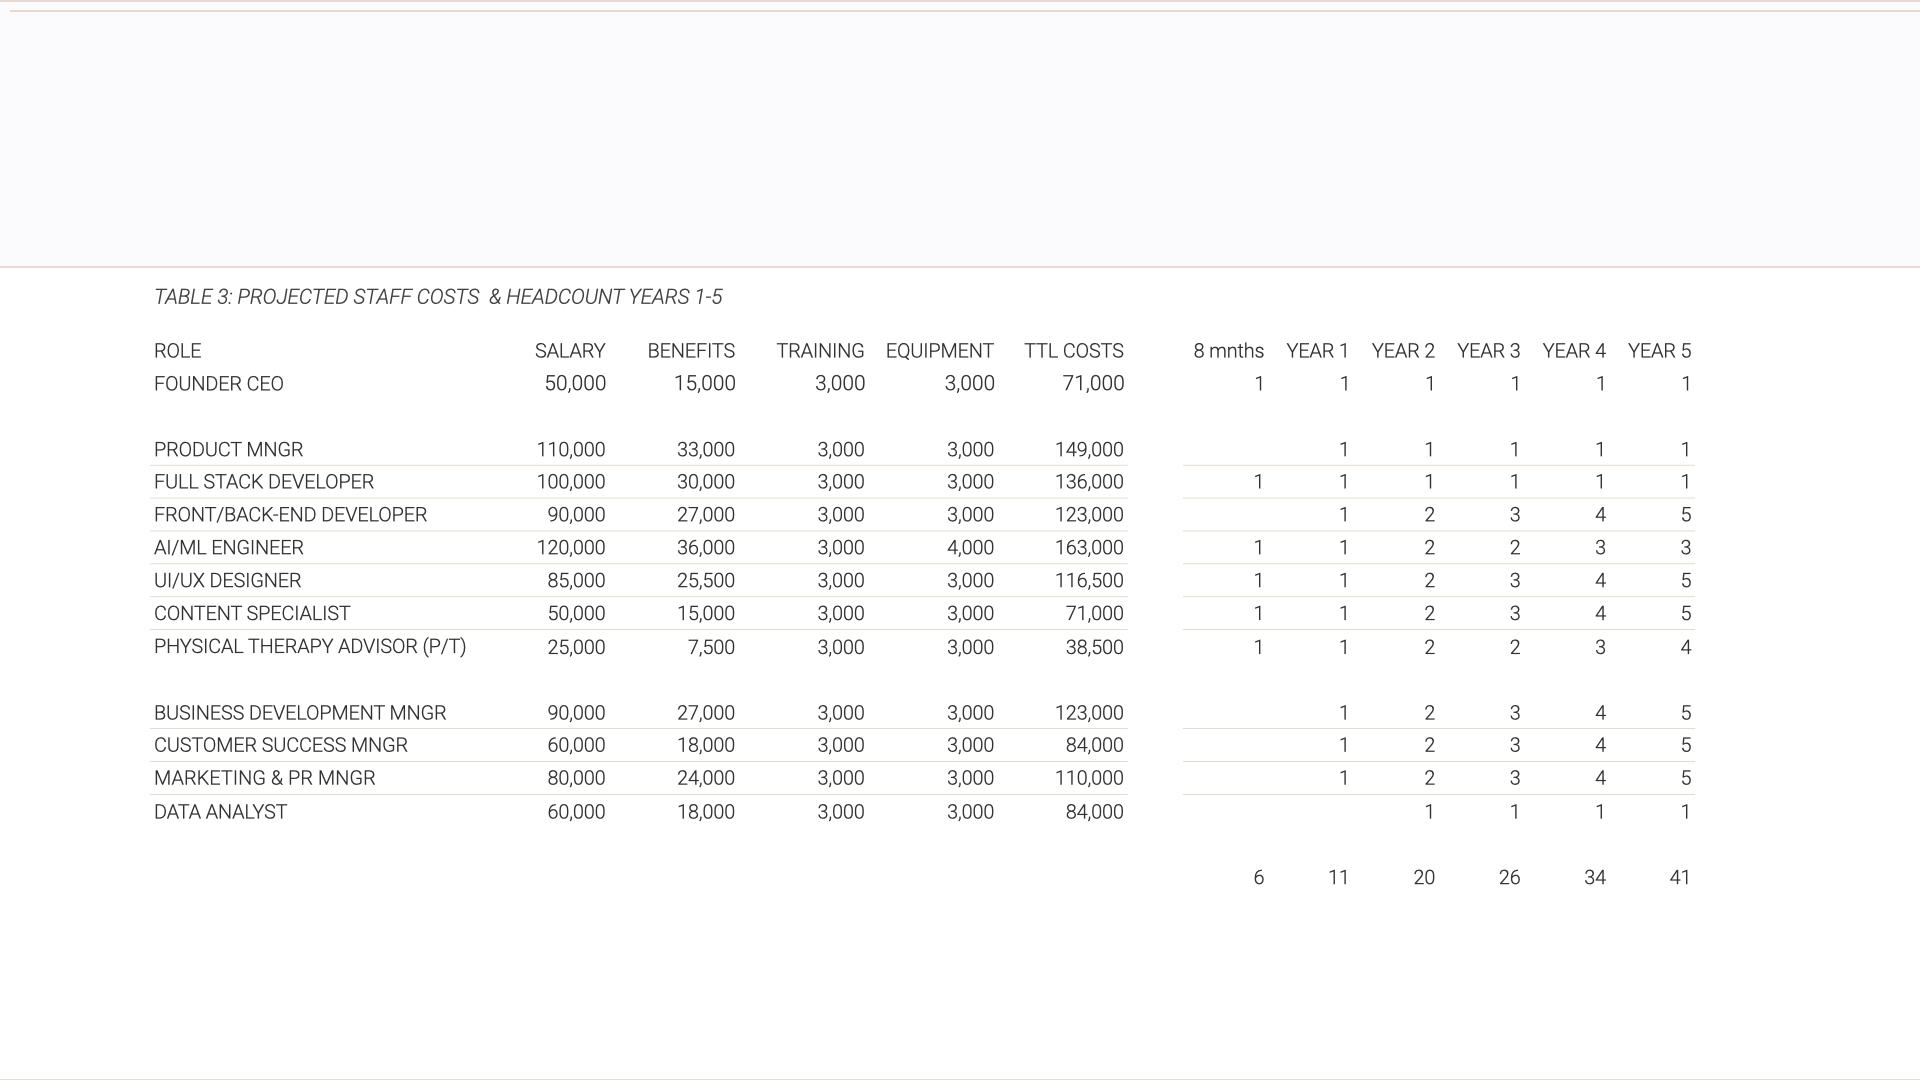 TABLE 3: PROJECTED STAFF COSTS & HEADCOUNT YEARS 1-5
ROLE SALARY BENEFITS TRAINING EQUIPMENT TTL COSTS 8 mnths YEAR 1 YEAR 2 YEAR 3 YEAR 4 YEAR 5
FOUNDER CEO 50,000 15,000 3,000 3,000 71,000 1 1 1 1 1 1
PRODUCT MNGR 110,000 33,000 3,000 3,000 149,000 1 1 1 1 1
FULL STACK DEVELOPER 100,000 30,000 3,000 3,000 136,000 1 1 1 1 1 1
FRONT/BACK-END DEVELOPER 90,000 27,000 3,000 3,000 123,000 1 2 3 4 5
AI/ML ENGINEER 120,000 36,000 3,000 4,000 163,000 1 1 2 2 3 3
UI/UX DESIGNER 85,000 25,500 3,000 3,000 116,500 1 1 2 3 4 5
CONTENT SPECIALIST 50,000 15,000 3,000 3,000 71,000 1 1 2 3 4 5
PHYSICAL THERAPY ADVISOR (P/T) 25,000 7,500 3,000 3,000 38,500 1 1 2 2 3 4
BUSINESS DEVELOPMENT MNGR 90,000 27,000 3,000 3,000 123,000 1 2 3 4 5
CUSTOMER SUCCESS MNGR 60,000 18,000 3,000 3,000 84,000 1 2 3 4 5
MARKETING & PR MNGR 80,000 24,000 3,000 3,000 110,000 1 2 3 4 5
DATA ANALYST 60,000 18,000 3,000 3,000 84,000 1 1 1 1
6 11 20 26 34 41